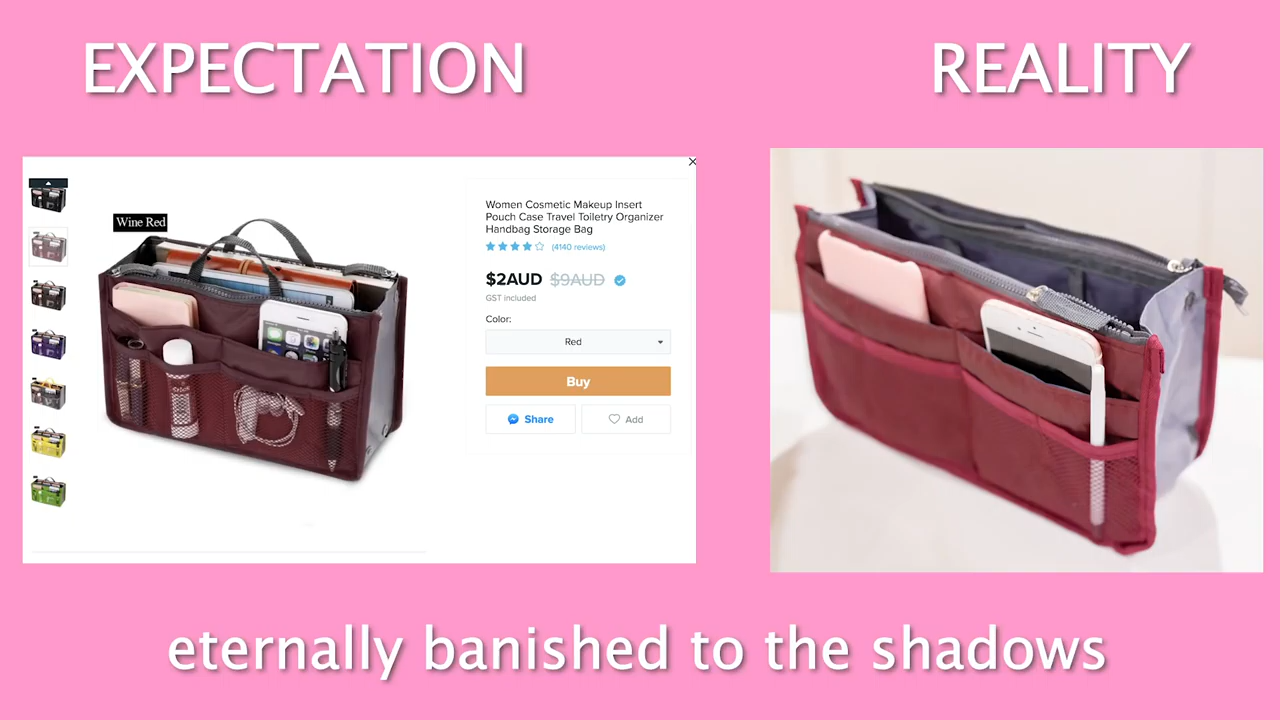 EXPECTATION
REALITY
Wine Red
Women Cosmetic Makeup Insert
Pouch Case Travel Toiletry Organizer
Handbag Storage Bag
(4140 reviews)
$2AUD $9AUD
GST included
Color:
Red
Buy
Share
Add
eternally banished to the shadows